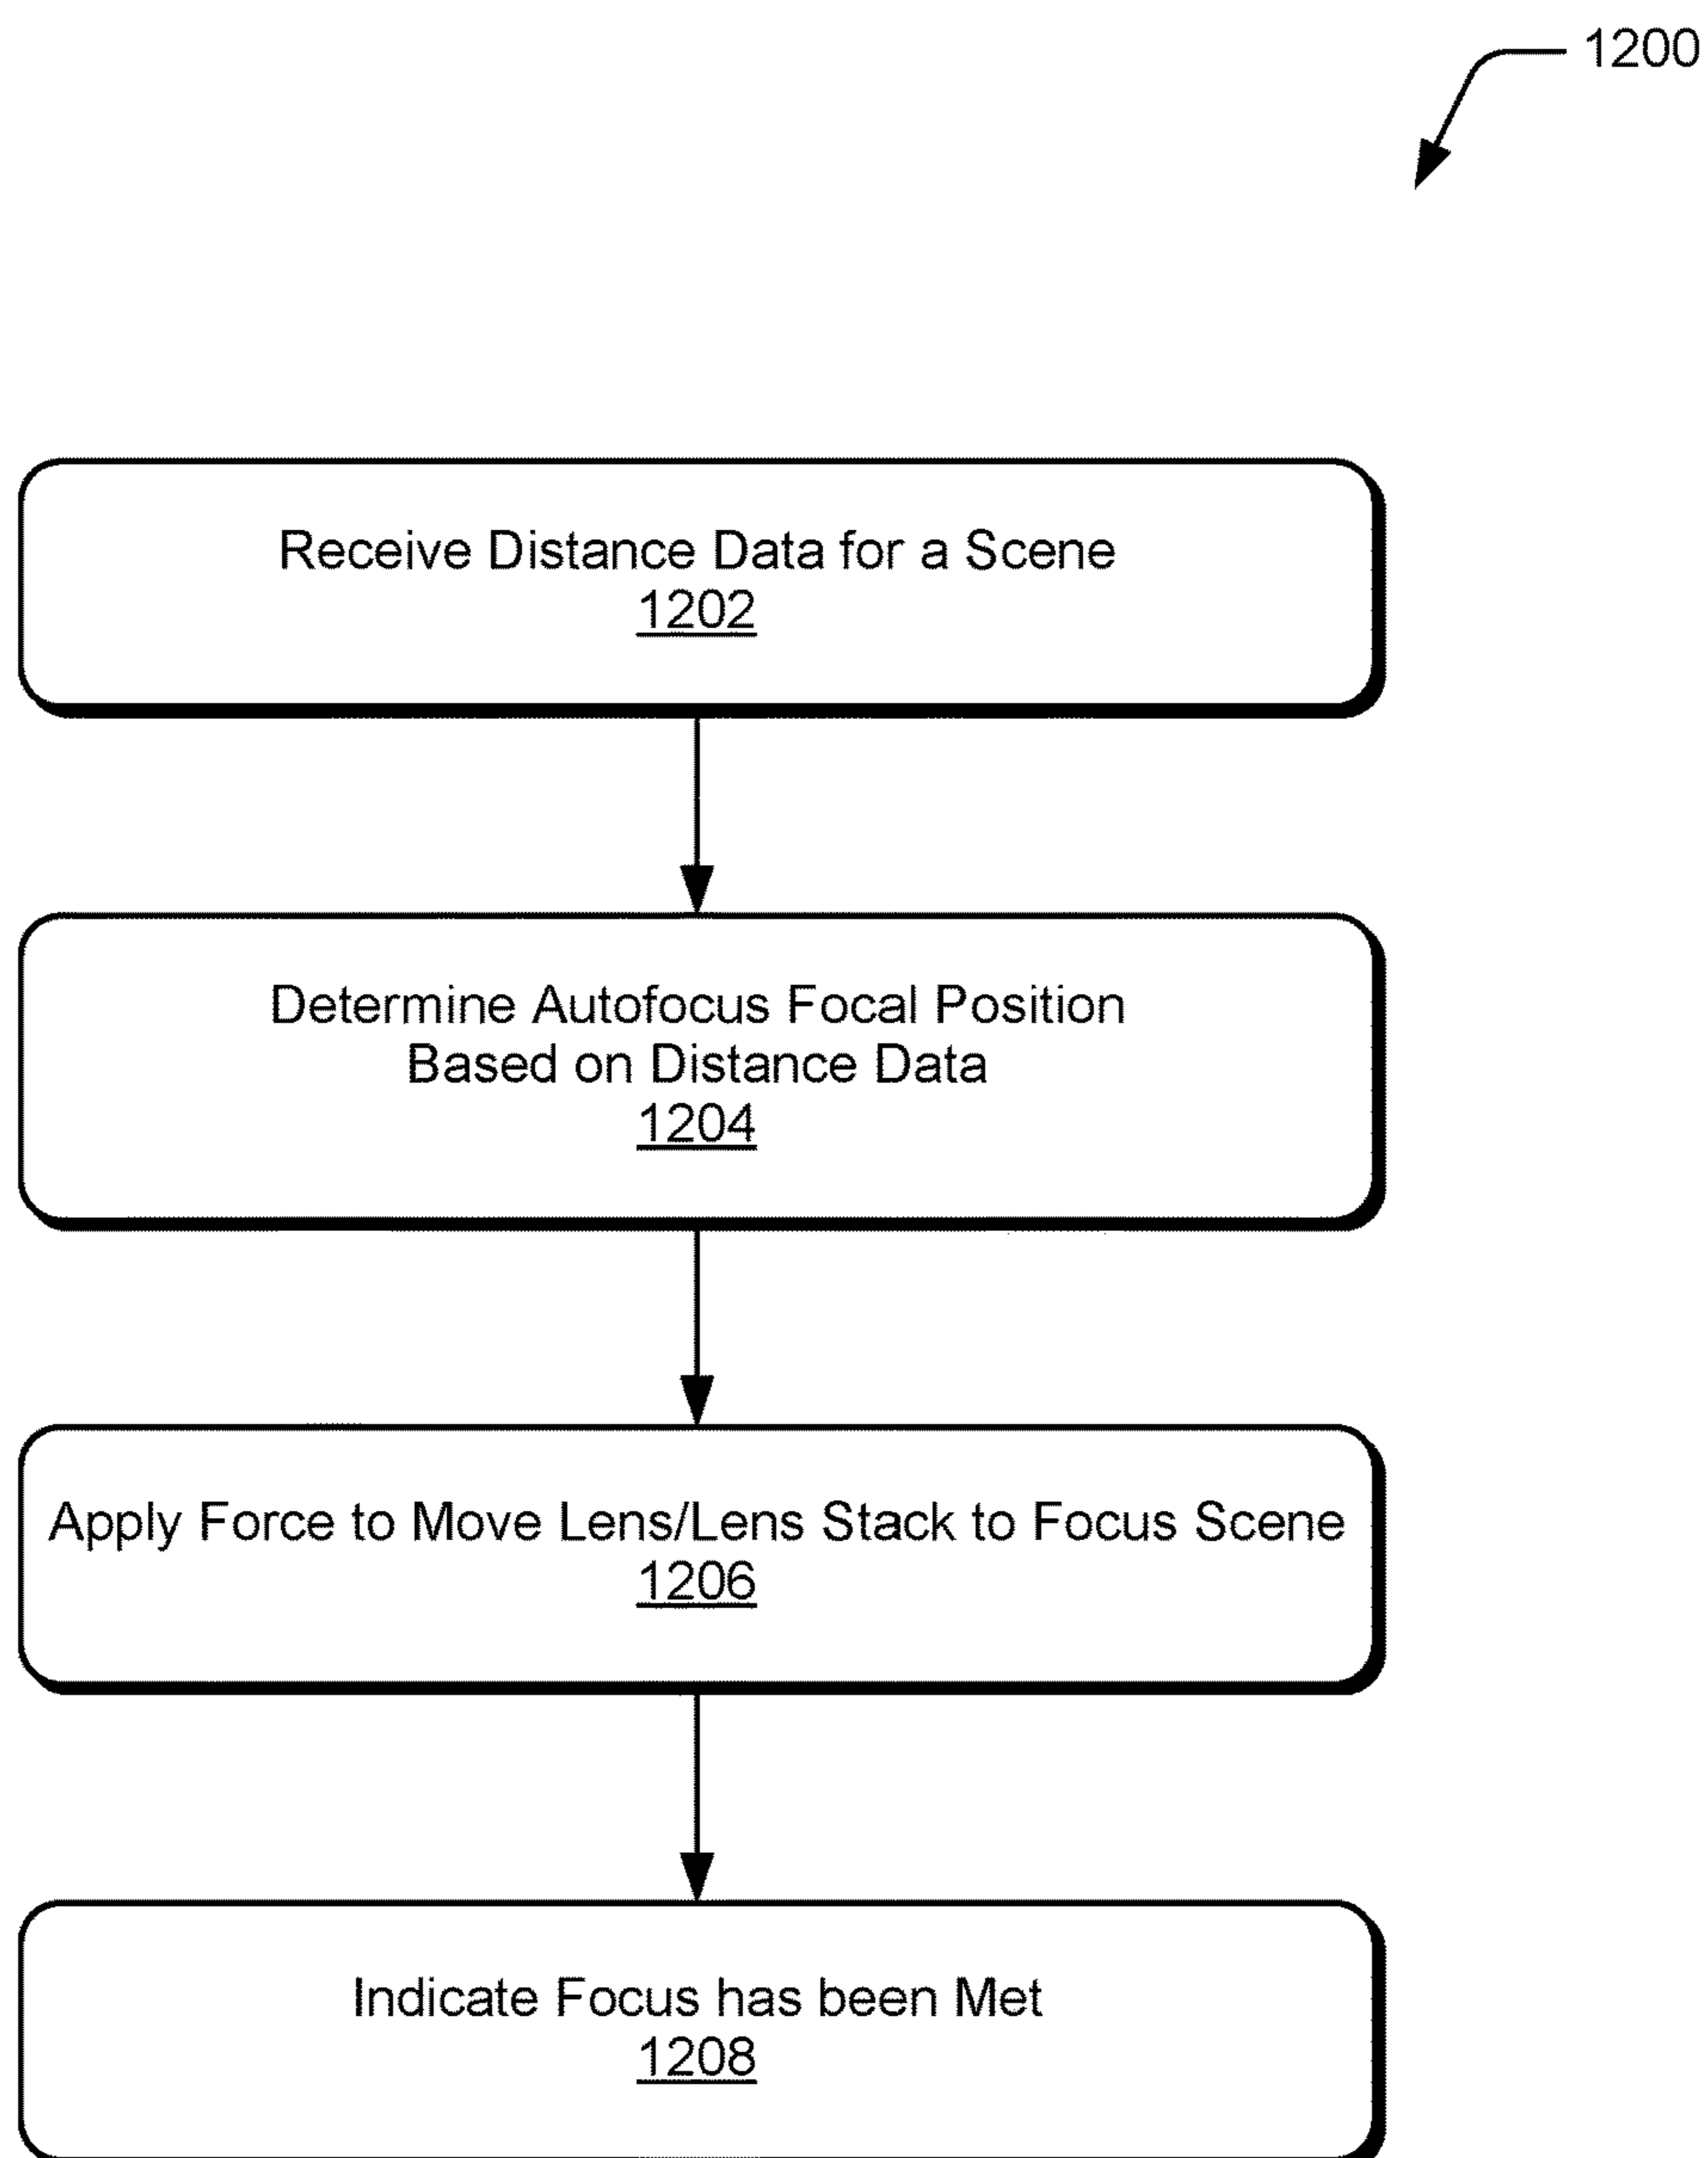 1200
Receive Distance Data for a Scene
1202
Determine Autofocus Focal Position
Based on Distance Data
1204
Apply Force to Move Lens/Lens Stack to Focus Scene
1206
Indicate Focus has been Met
1208